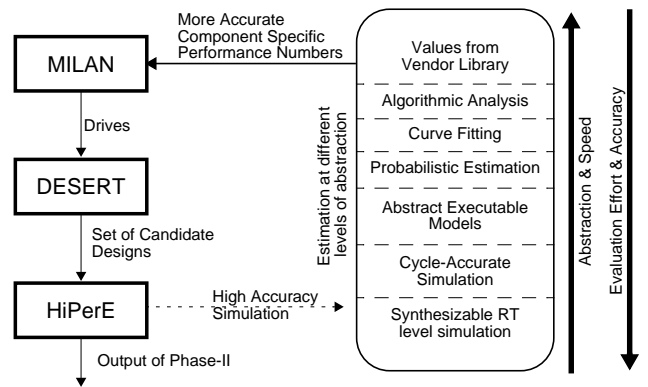 More Accurate
Component Specific
Performance Numbers
MILAN
Drives
DESERT
Set of Candidate
Designs
HiPerE
High Accuracy
Simulation
Output of Phase-II
Estimation at different
levels of abstraction
Values from
Vendor Library
Algorithmic Analysis
Curve Fitting
Probabilistic Estimation
Abstract Executable
Models
Cycle-Accurate
Simulation
Synthesizable RT
level simulation
Abstraction & Speed
Evaluation Effort & Accuracy